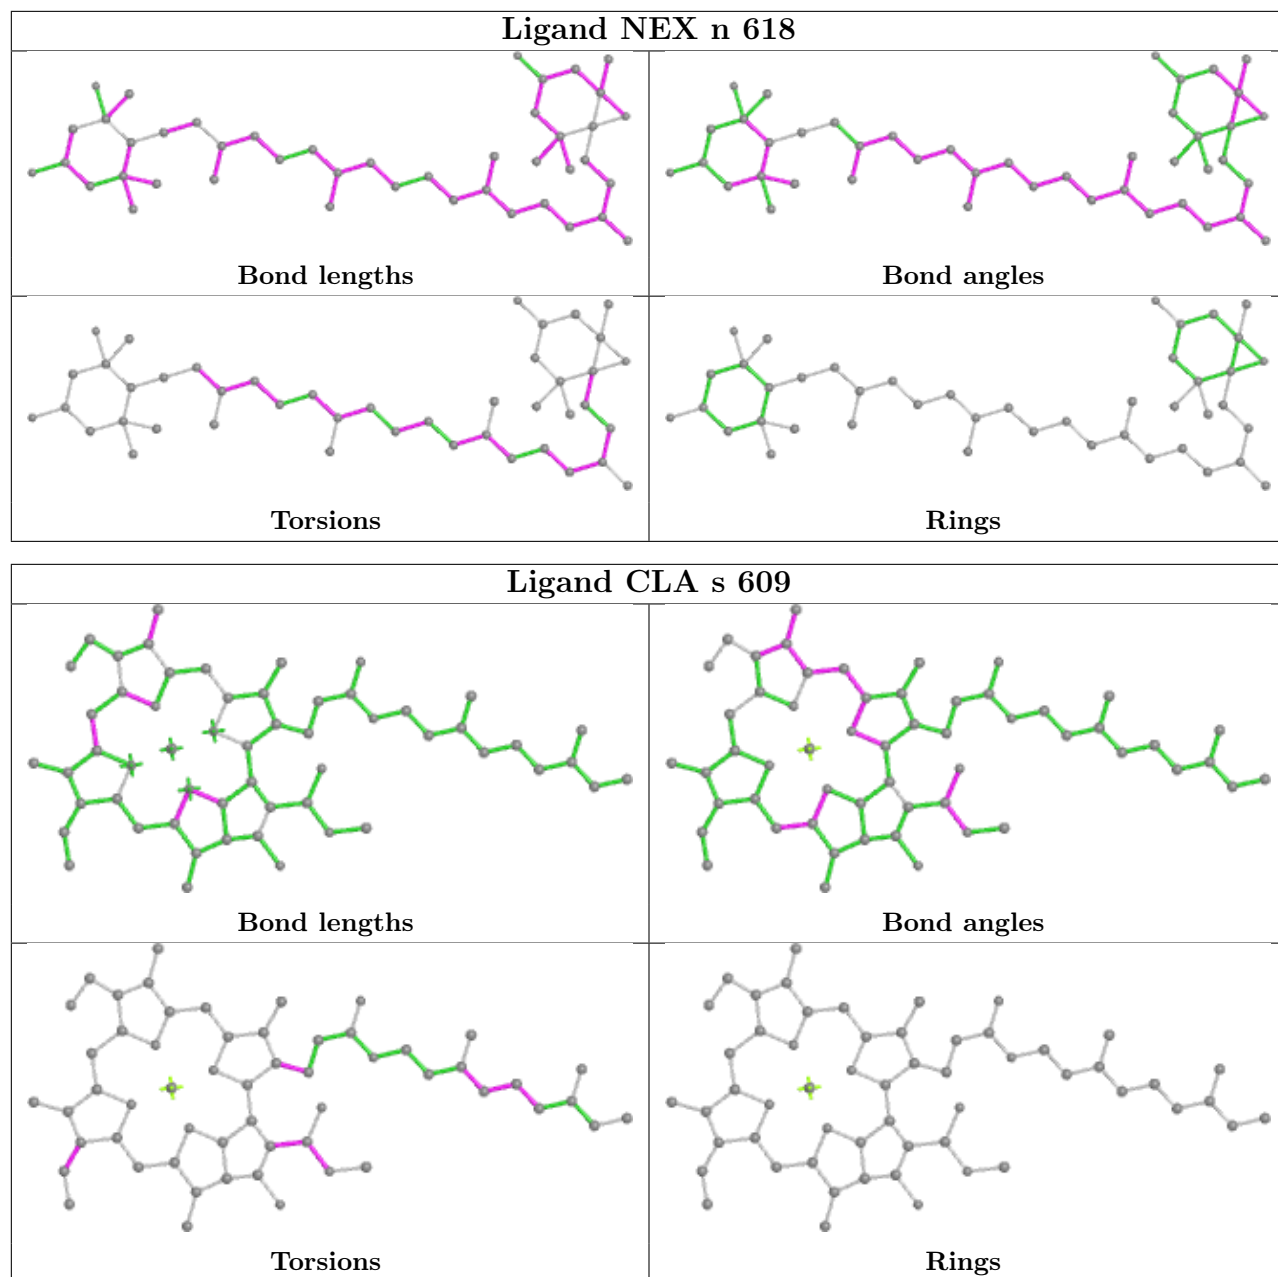 Ligand NEX n 618
Bond lengths
Bond angles
Torsions
Rings
Ligand CLA s 609
Bond lengths
Bond angles
Torsions
Rings